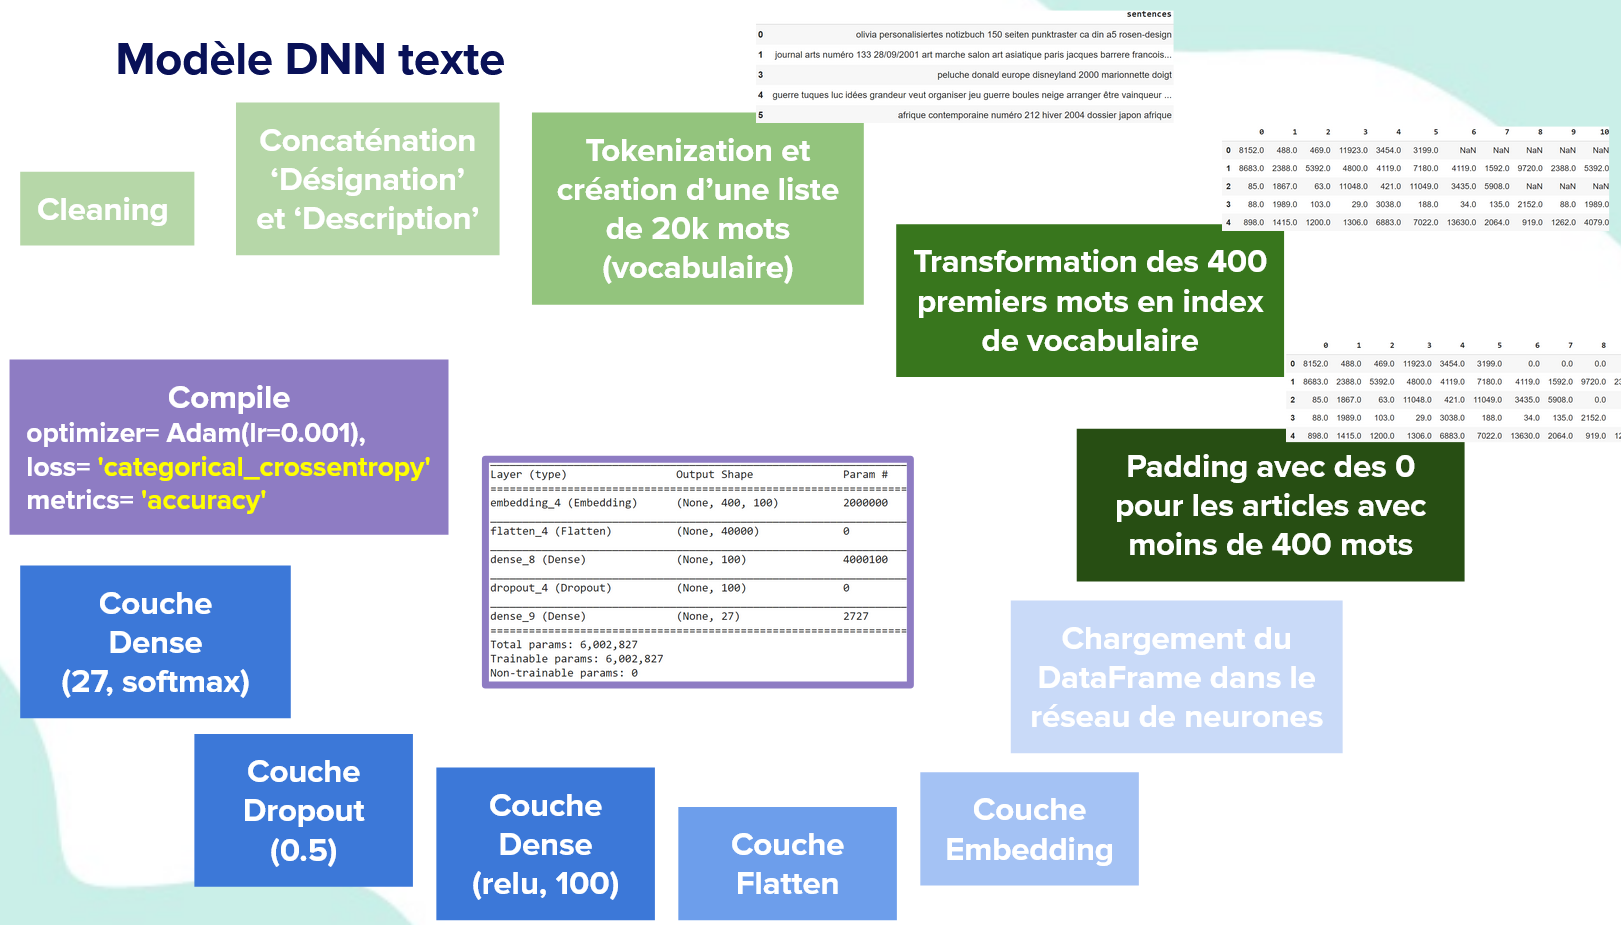 Modèle DNN texte
sentences
0 olivia personalisiertes notizbuch 150 seiten punktraster ca din a5 rosen-design
1 journal arts numéro 133 28/09/2001 art marche salon art asiatique paris jacques barrere francois...
3 peluche donald europe disneyland 2000 marionnette doigt
4 guerre tuques luc idées grandeur veut organiser jeu guerre boules neige arranger être vainqueur ...
5 afrique contemporaine numéro 212 hiver 2004 dossier japon afrique
Cleaning
Concaténation
‘Désignation’
et ‘Description’
Tokenization et
création d’une liste
de 20k mots
(vocabulaire)
0 1 2 3 4 5 6 7 8 9 10
0 8152.0 488.0 469.0 11923.0 3454.0 3199.0 NaN NaN NaN NaN NaN
1 8683.0 2388.0 5392.0 4800.0 4119.0 7180.0 4119.0 1592.0 9720.0 2388.0 5392.0
2 85.0 1867.0 63.0 11048.0 421.0 11049.0 3435.0 5908.0 NaN NaN NaN
3 88.0 1989.0 103.0 29.0 3038.0 188.0 34.0 135.0 2152.0 88.0 1989.0
4 898.0 1415.0 1200.0 1306.0 6883.0 7022.0 13630.0 2064.0 919.0 1262.0 4079.0
Transformation des 400
premiers mots en index
de vocabulaire
0 1 2 3 4 5 6 7 8
0 8152.0 488.0 469.0 11923.0 3454.0 3199.0 0.0 0.0 0.0
1 8683.0 2388.0 5392.0 4800.0 4119.0 7180.0 4119.0 1592.0 9720.0 23
2 85.0 1867.0 63.0 11048.0 421.0 11049.0 3435.0 5908.0 0.0
3 88.0 1989.0 103.0 29.0 3038.0 188.0 34.0 135.0 2152.0
4 898.0 1415.0 1200.0 1306.0 6883.0 7022.0 13630.0 2064.0 919.0 12
Padding avec des 0
pour les articles avec
moins de 400 mots
Chargement du
DataFrame dans le
réseau de neurones
Couche
Embedding
Couche
Flatten
Couche
Dense
(relu, 100)
Couche
Dropout
(0.5)
Couche
Dense
(27, softmax)
Compile
optimizer= Adam(lr=0.001),
loss= 'categorical_crossentropy'
metrics= 'accuracy'
Layer (type) Output Shape Param #
embedding_4 (Embedding) (None, 400, 100) 2000000
flatten_4 (Flatten) (None, 40000) 0
dense_8 (Dense) (None, 100) 4000100
dropout_4 (Dropout) (None, 100) 0
dense_9 (Dense) (None, 27) 2727
Total params: 6,002,827
Trainable params: 6,002,827
Non-trainable params: 0